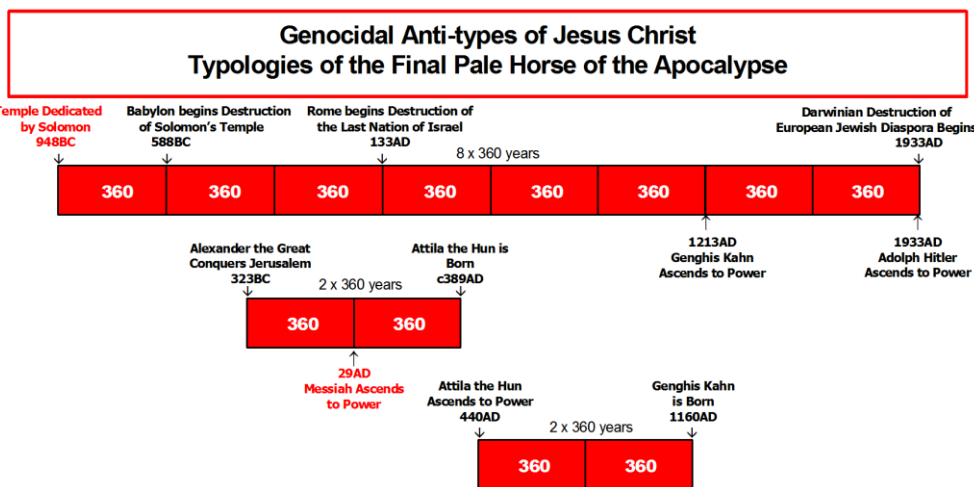 Genocidal Anti-types of Jesus Christ
Typologies of the Final Pale Horse of the Apocalypse
Temple Dedicated
by Solomon
948BC
Babylon begins Destruction
of Solomon's Temple
588BC
Rome begins Destruction of
the Last Nation of Israel
133AD
Darwinian Destruction of
European Jewish Diaspora Begins
1933AD
8 x 360 years
360 360 360 360 360 360 360 360
1213AD
Genghis Kahn
Ascends to Power
1933AD
Adolph Hitler
Ascends to Power
Alexander the Great
Conquers Jerusalem
323BC
Attila the Hun is
Born
c389AD
2 x 360 years
360 360
29AD
Messiah Ascends
to Power
Attila the Hun
Ascends to Power
440AD
Genghis Kahn
is Born
1160AD
2 x 360 years
360 360